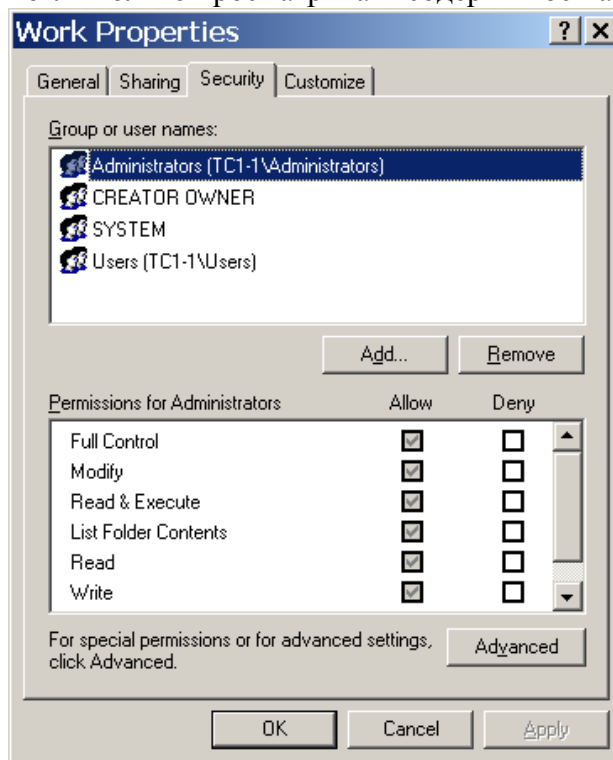 Work Properties
General Sharing Security Customize
Group or user names:
Administrators (TC1-1\Administrators)
CREATOR OWNER
SYSTEM
Users (TC1-1\Users)
Add... Remove
Permissions for Administrators Allow Deny
Full Control
Modify
Read & Execute
List Folder Contents
Read
Write
For special permissions or for advanced settings,
click Advanced.
Advanced
OK Cancel Apply